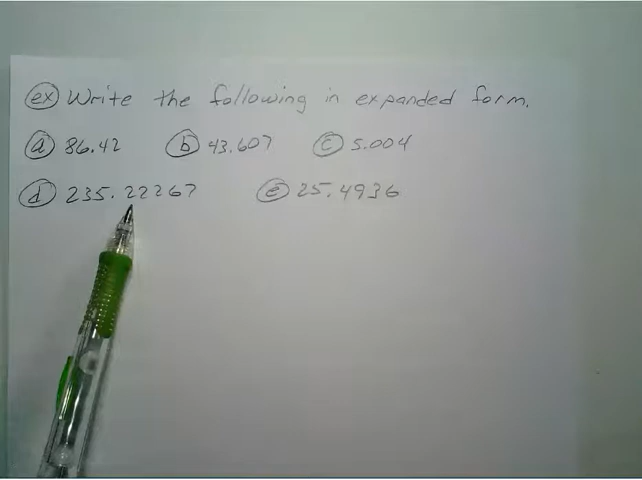 ex Write the following in expanded form.
a 86.42 b 43.607 c 5.004
d 235.22267 e 25.4936